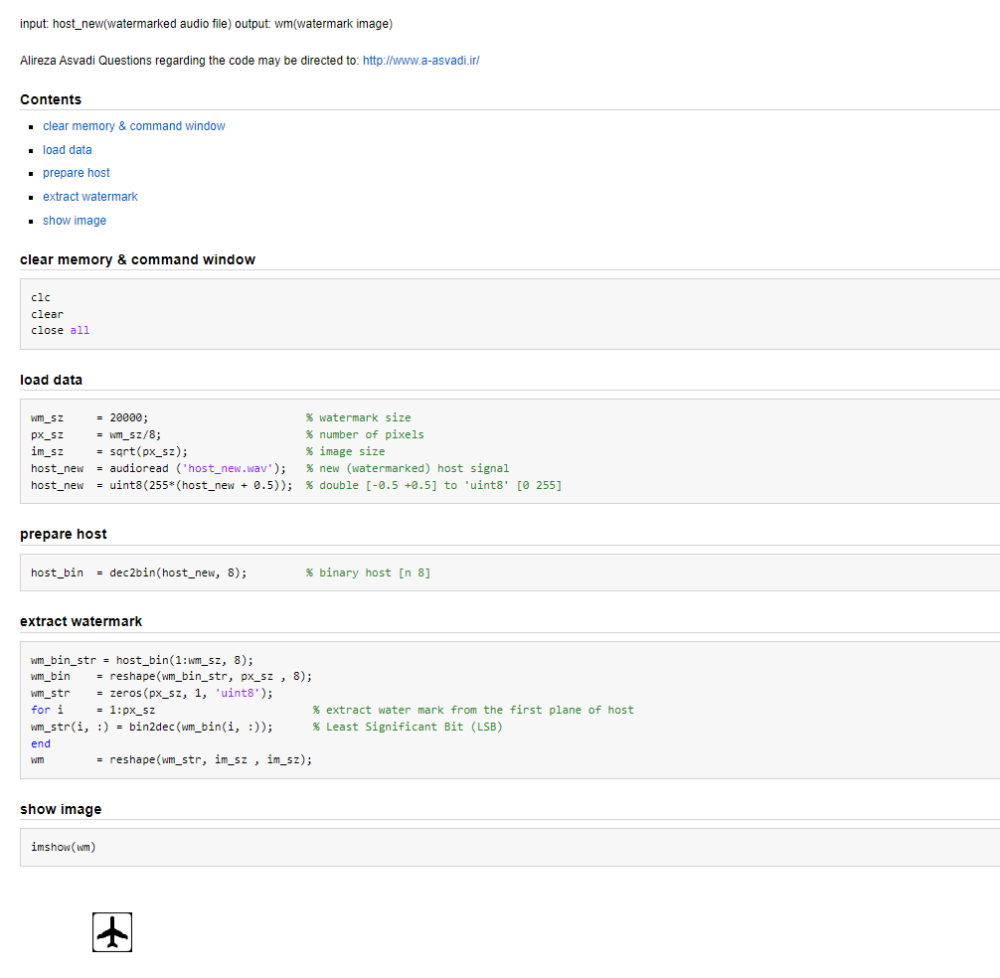 input: host_new(watermarked audio file) output: wm(watermark image)
Alireza Asvadi Questions regarding the code may be directed to: http://www.a-asvadi.ir/
Contents
clear memory & command window
load data
prepare host
extract watermark
show image
clear memory & command window
clc
clear
close all
load data
wm_sz     = 20000;                        % watermark size
px_sz     = wm_sz/8;                      % number of pixels
im_sz     = sqrt(px_sz);                  % image size
host_new  = audioread ('host_new.wav');   % new (watermarked) host signal
host_new  = uint8(255*(host_new + 0.5));  % double [-0.5 +0.5] to 'uint8' [0 255]
prepare host
host_bin  = dec2bin(host_new, 8);         % binary host [n 8]
extract watermark
wm_bin_str = host_bin(1:wm_sz, 8);
wm_bin    = reshape(wm_bin_str, px_sz , 8);
wm_str    = zeros(px_sz, 1, 'uint8');
for i     = 1:px_sz                        % extract water mark from the first plane of host
wm_str(i, :) = bin2dec(wm_bin(i, :));      % Least Significant Bit (LSB)
end
wm        = reshape(wm_str, im_sz , im_sz);
show image
imshow(wm)